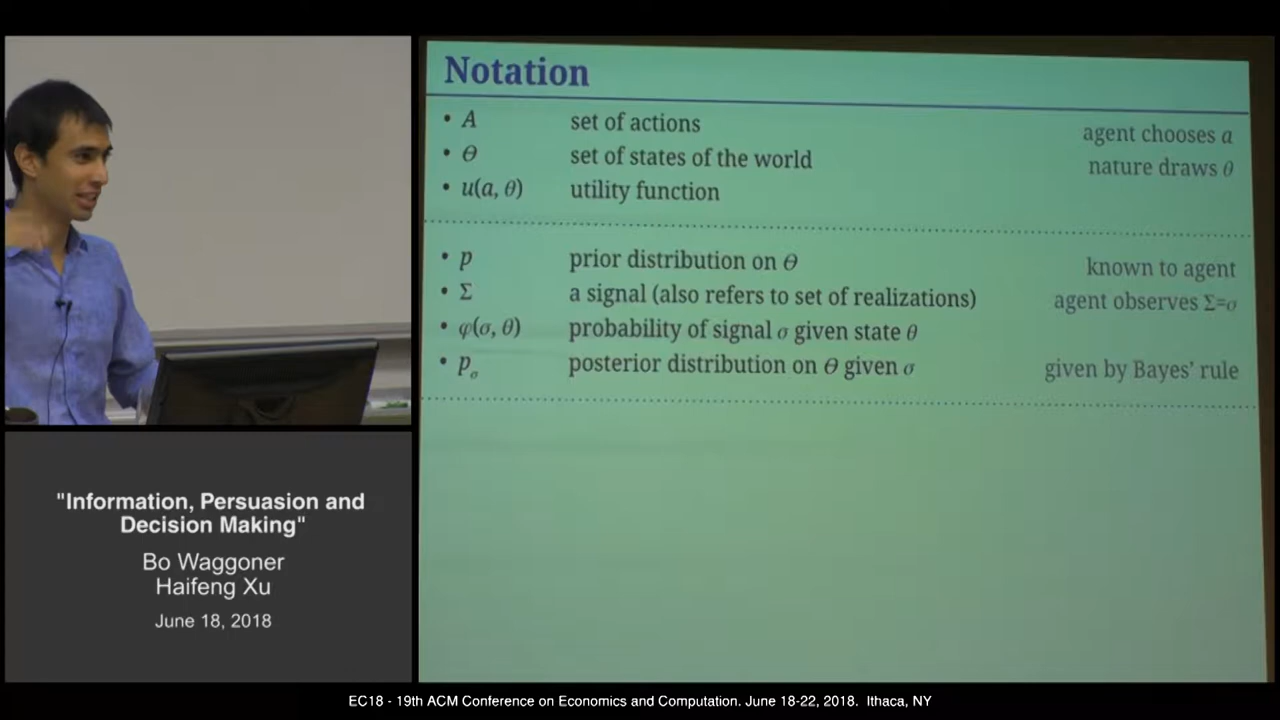 Notation
• A set of actions agent chooses a
• Θ set of states of the world nature draws θ
• u(a, θ) utility function
• p prior distribution on Θ known to agent
• Σ a signal (also refers to set of realizations) agent observes Σ=σ
• φ(σ, θ) probability of signal σ given state θ
• pσ posterior distribution on Θ given σ given by Bayes' rule
"Information, Persuasion and
Decision Making"
Bo Waggoner
Haifeng Xu
June 18, 2018
EC18 - 19th ACM Conference on Economics and Computation. June 18-22, 2018. Ithaca, NY